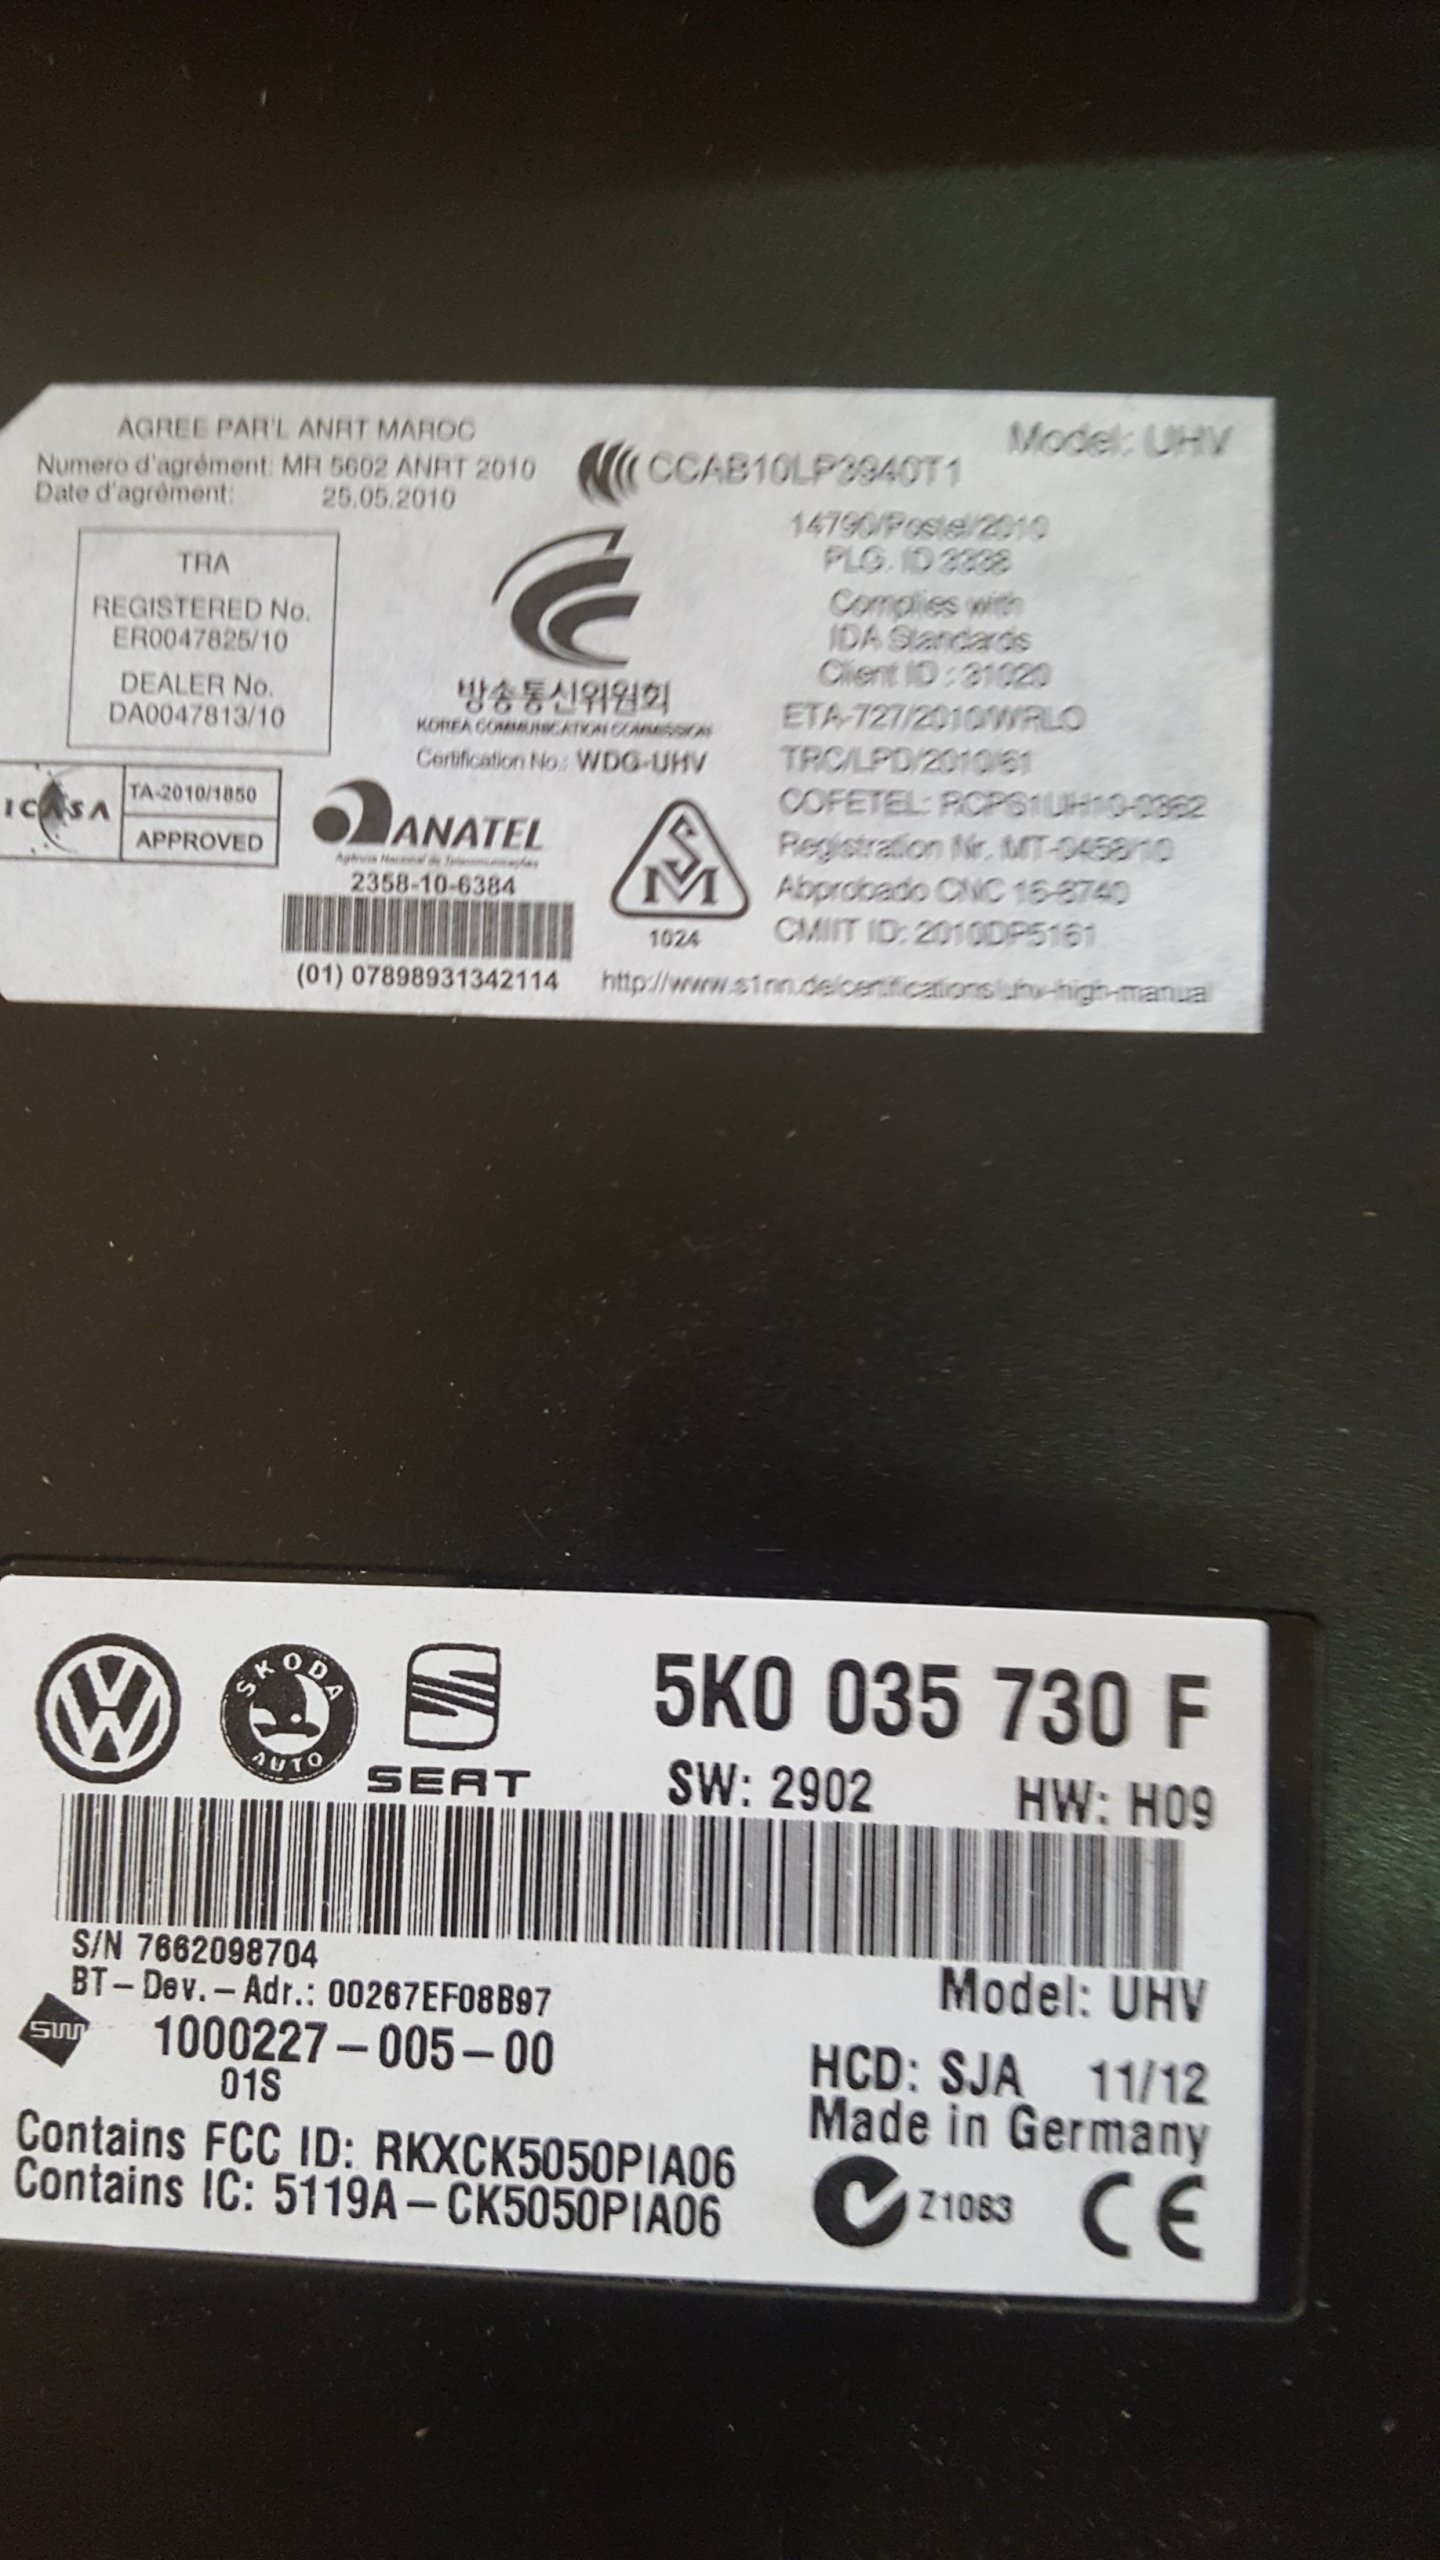 AGREE PAR'L ANRT MAROC
Numero d'agrément: MR 5602 ANRT 2010
Date d'agrément: 25.05.2010
TRA
REGISTERED No.
ER0047825/10
DEALER No.
DA0047813/10
ICASA
TA-2010/1850
APPROVED
CCAB10LP3940T1
방송통신위원회
KOREA COMMUNICATION COMMISSION
Certification No.: WDG-UHV
ANATEL
Agência Nacional de Telecomunicações
2358-10-6384
(01) 07898931342114
SM
1024
Model: UHV
14790/Postel/2010
PLG. ID 3338
Complies with
IDA Standards
Client ID : 31020
ETA-727/2010/WRLO
TRC/LPD/2010/61
COFETEL: RCPS1UH10-0362
Registration Nr. MT-0458/10
Abprobado CNC 16-8740
CMIIT ID: 2010DP5161
http://www.s1nn.de/certifications/uhv-high-manual
SKODA
AUTO
SEAT
5K0 035 730 F
SW: 2902 HW: H09
S/N 7662098704
BT-Dev.-Adr.: 00267EF08B97
1000227-005-00
01S
Contains FCC ID: RKXCK5050PIA06
Contains IC: 5119A-CK5050PIA06
Model: UHV
HCD: SJA 11/12
Made in Germany
Z1083 CE